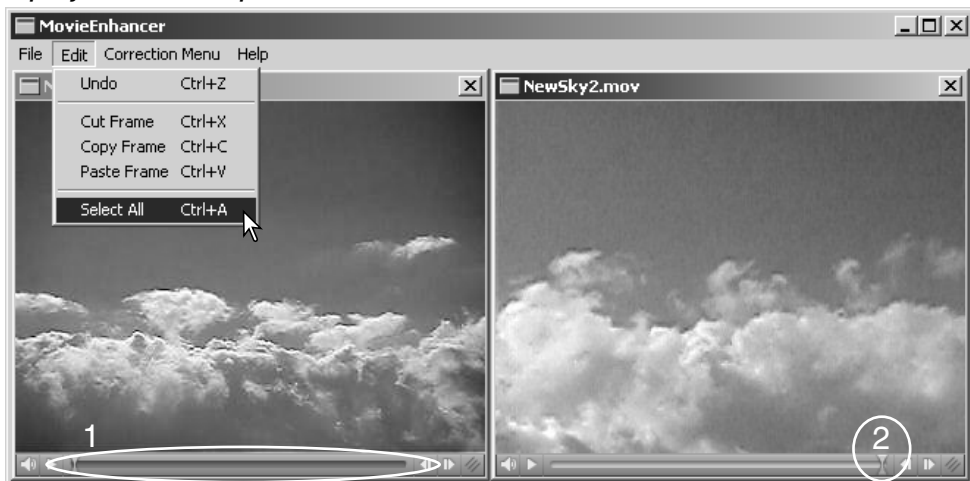 MovieEnhancer
File Edit Correction Menu Help
N
NewSky2.mov
Undo Ctrl+Z
Cut Frame Ctrl+X
Copy Frame Ctrl+C
Paste Frame Ctrl+V
Select All Ctrl+A
1
2